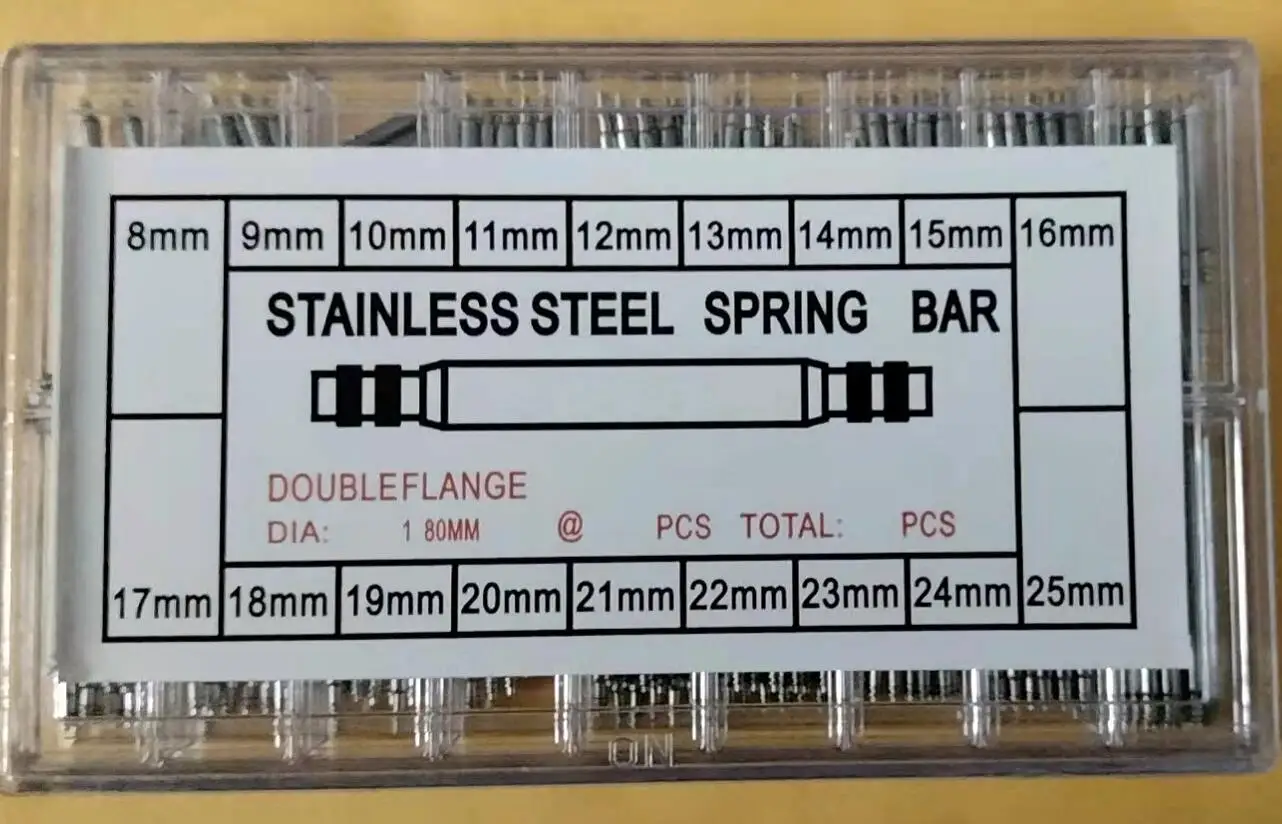 8mm 9mm 10mm 11mm 12mm 13mm 14mm 15mm 16mm
STAINLESS STEEL SPRING BAR
DOUBLEFLANGE
DIA: 1 80MM @ PCS TOTAL: PCS
17mm 18mm 19mm 20mm 21mm 22mm 23mm 24mm 25mm